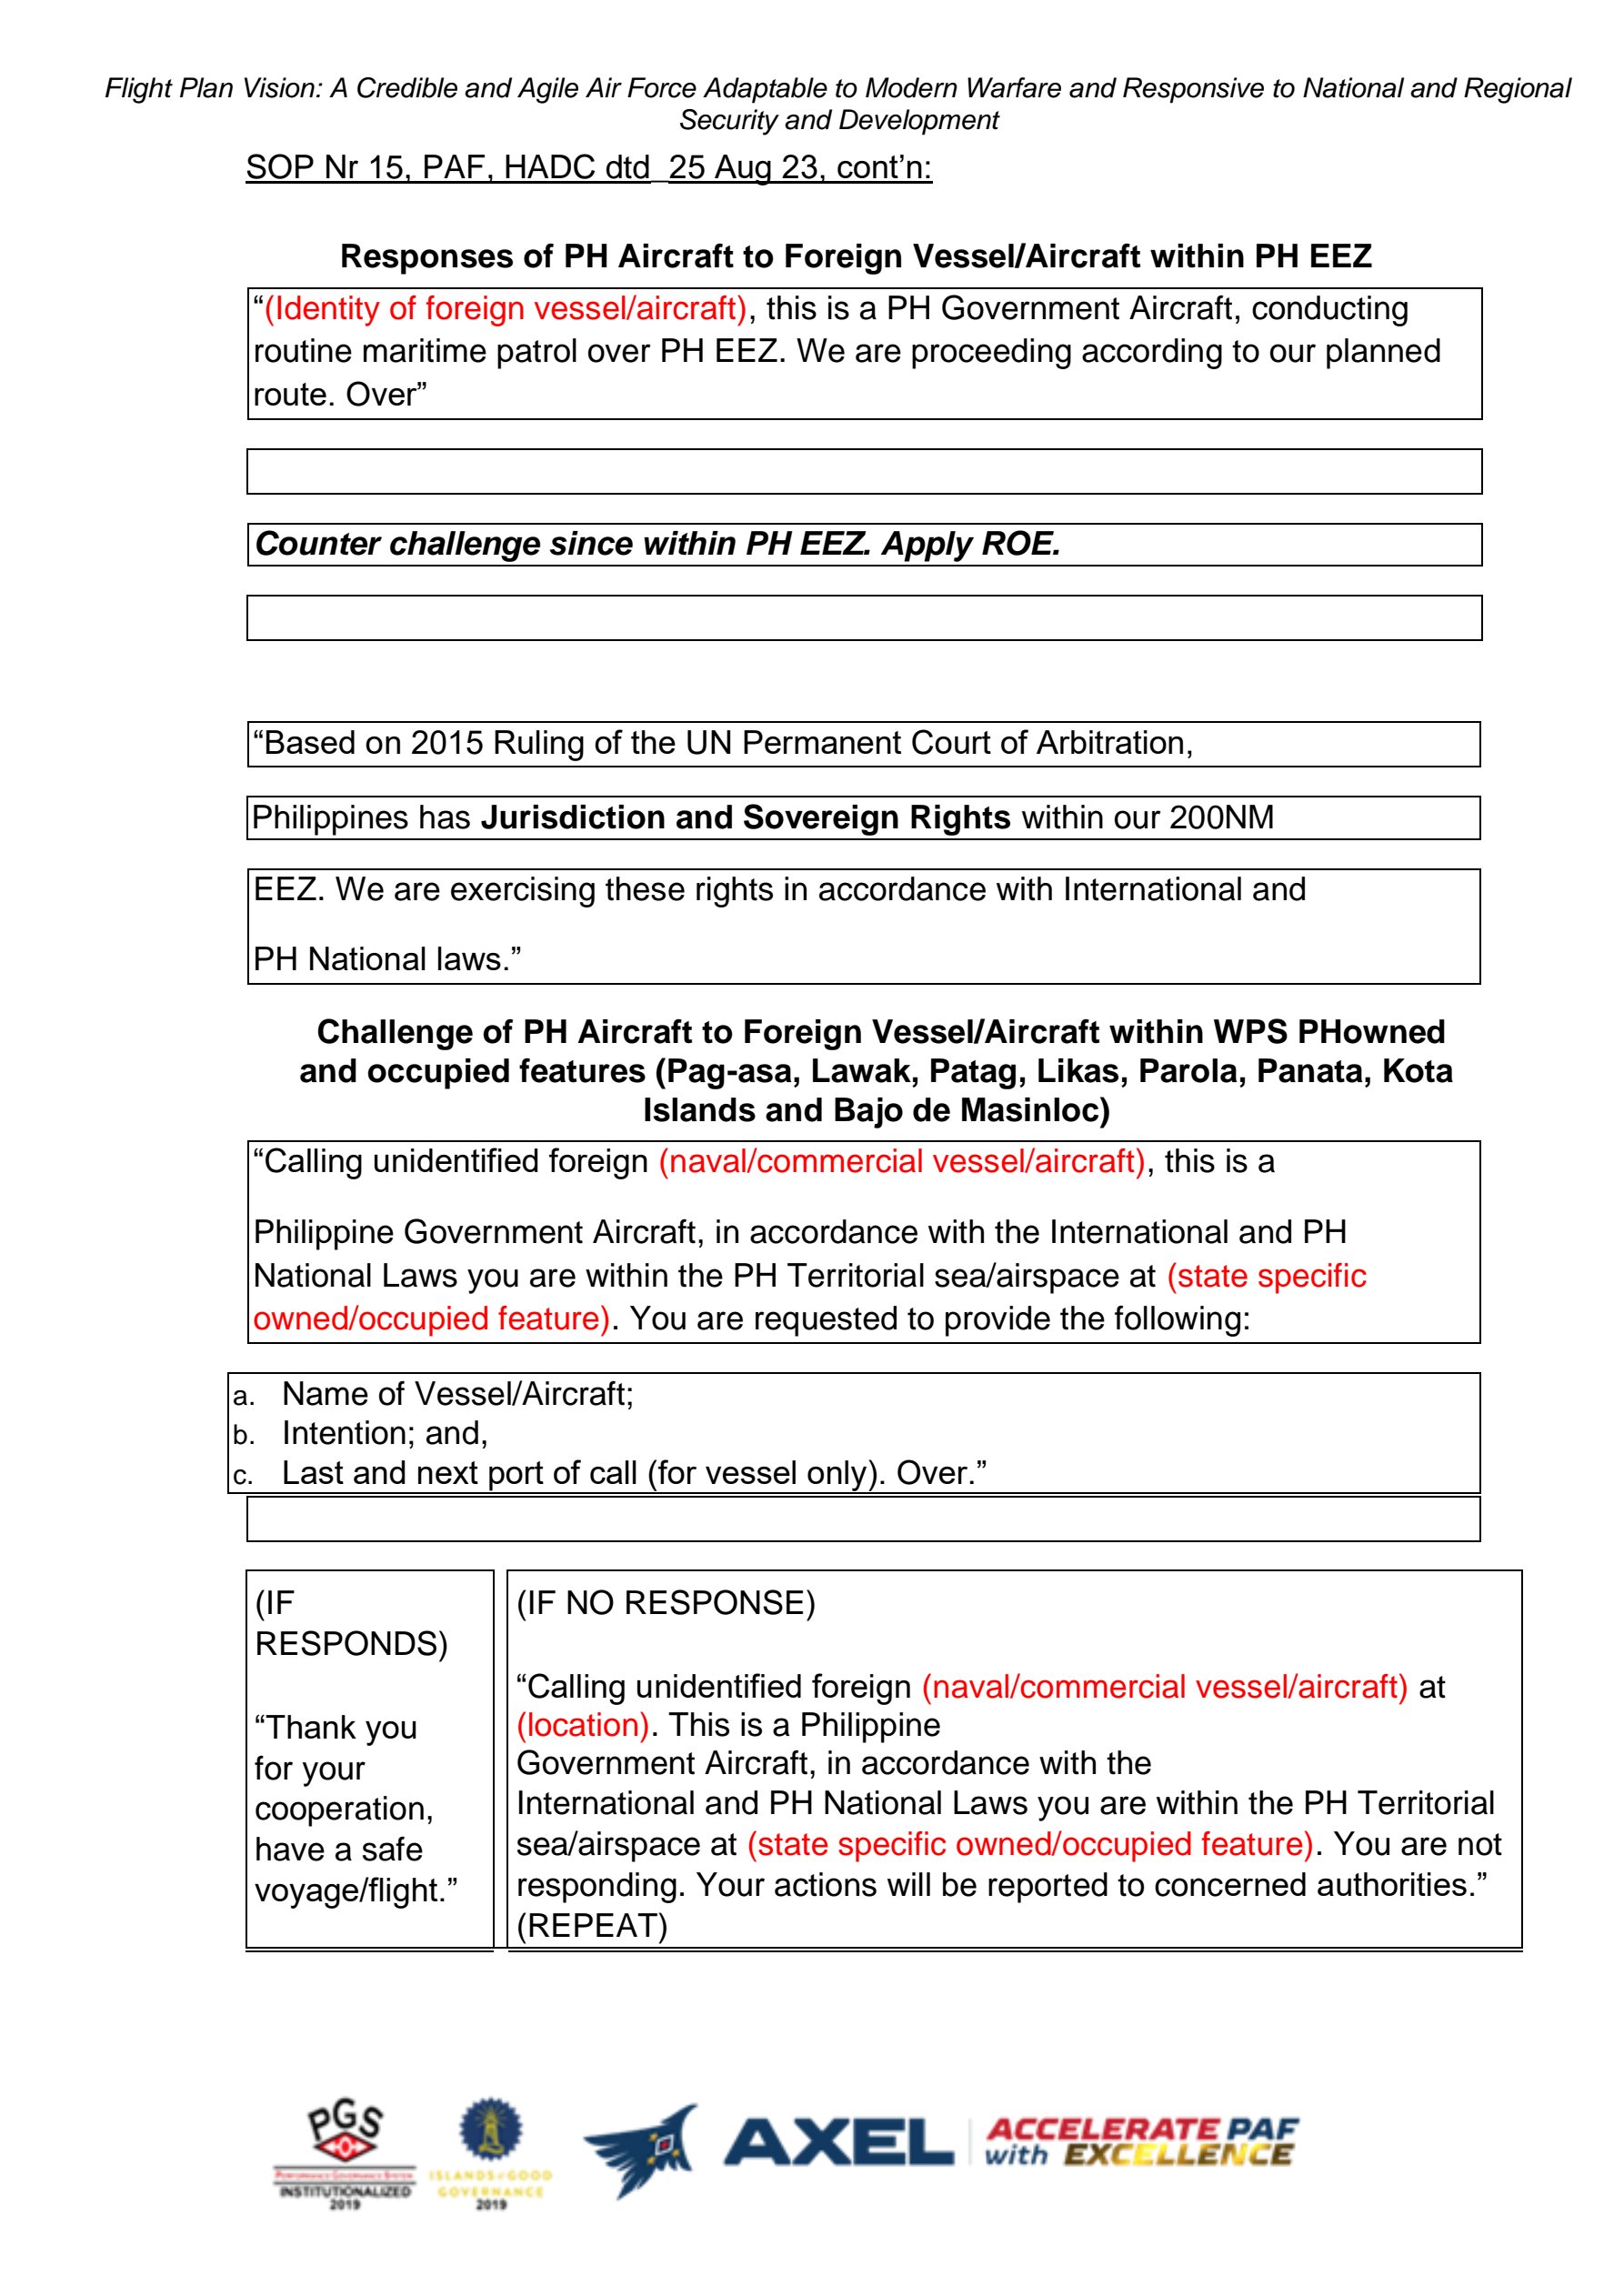 Flight Plan Vision: A Credible and Agile Air Force Adaptable to Modern Warfare and Responsive to National and Regional
Security and Development
SOP Nr 15, PAF, HADC dtd_25 Aug 23, cont’n:
Responses of PH Aircraft to Foreign Vessel/Aircraft within PH EEZ
“(Identity of foreign vessel/aircraft), this is a PH Government Aircraft, conducting
routine maritime patrol over PH EEZ. We are proceeding according to our planned
route. Over”
Counter challenge since within PH EEZ. Apply ROE.
“Based on 2015 Ruling of the UN Permanent Court of Arbitration,
Philippines has Jurisdiction and Sovereign Rights within our 200NM
EEZ. We are exercising these rights in accordance with International and
PH National laws.”
Challenge of PH Aircraft to Foreign Vessel/Aircraft within WPS PHowned
and occupied features (Pag-asa, Lawak, Patag, Likas, Parola, Panata, Kota
Islands and Bajo de Masinloc)
“Calling unidentified foreign (naval/commercial vessel/aircraft), this is a
Philippine Government Aircraft, in accordance with the International and PH
National Laws you are within the PH Territorial sea/airspace at (state specific
owned/occupied feature). You are requested to provide the following:
a. Name of Vessel/Aircraft;
b. Intention; and,
c. Last and next port of call (for vessel only). Over.”
(IF
RESPONDS)
“Thank you
for your
cooperation,
have a safe
voyage/flight.”
(IF NO RESPONSE)
“Calling unidentified foreign (naval/commercial vessel/aircraft) at
(location). This is a Philippine
Government Aircraft, in accordance with the
International and PH National Laws you are within the PH Territorial
sea/airspace at (state specific owned/occupied feature). You are not
responding. Your actions will be reported to concerned authorities.”
(REPEAT)
PGS
PERFORMANCE GOVERNANCE SYSTEM
INSTITUTIONALIZED
2019
ISLANDS of GOOD
GOVERNANCE
2019
AXEL
ACCELERATE PAF
with EXCELLENCE